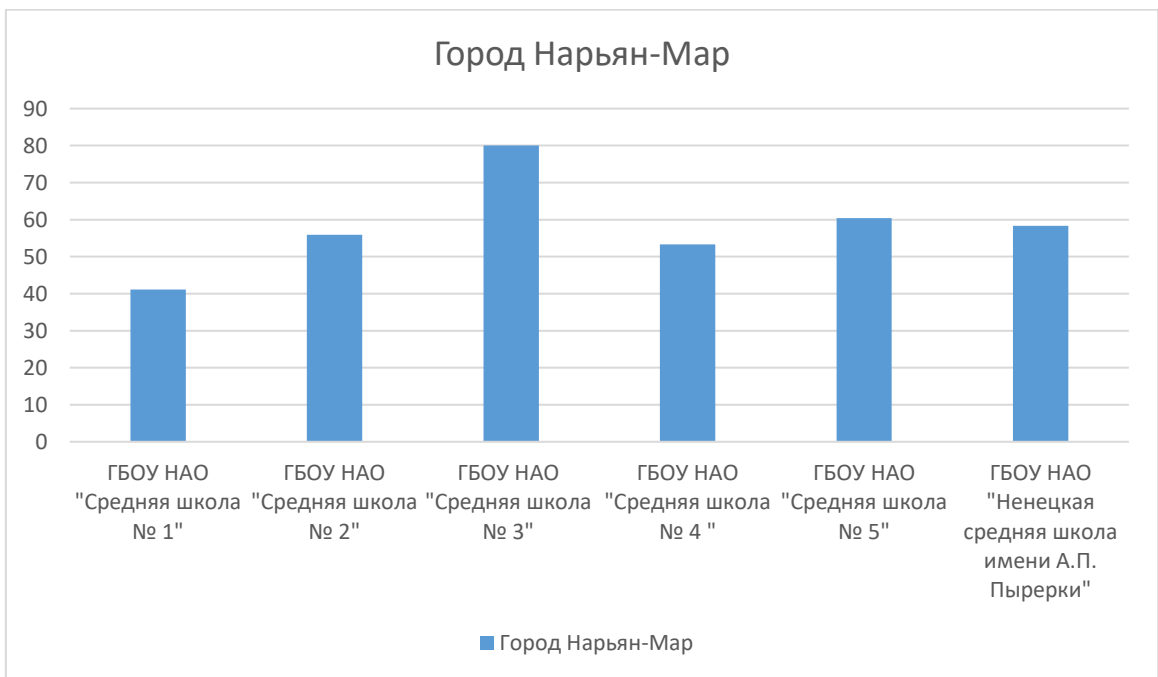 Город Нарьян-Мар
90
80
70
60
50
40
30
20
10
0
ГБОУ НАО
"Средняя школа
№ 1"
ГБОУ НАО
"Средняя школа
№ 2"
ГБОУ НАО
"Средняя школа
№ 3"
ГБОУ НАО
"Средняя школа
№ 4 "
ГБОУ НАО
"Средняя школа
№ 5"
ГБОУ НАО
"Ненецкая
средняя школа
имени А.П.
Пырерки"
Город Нарьян-Мар